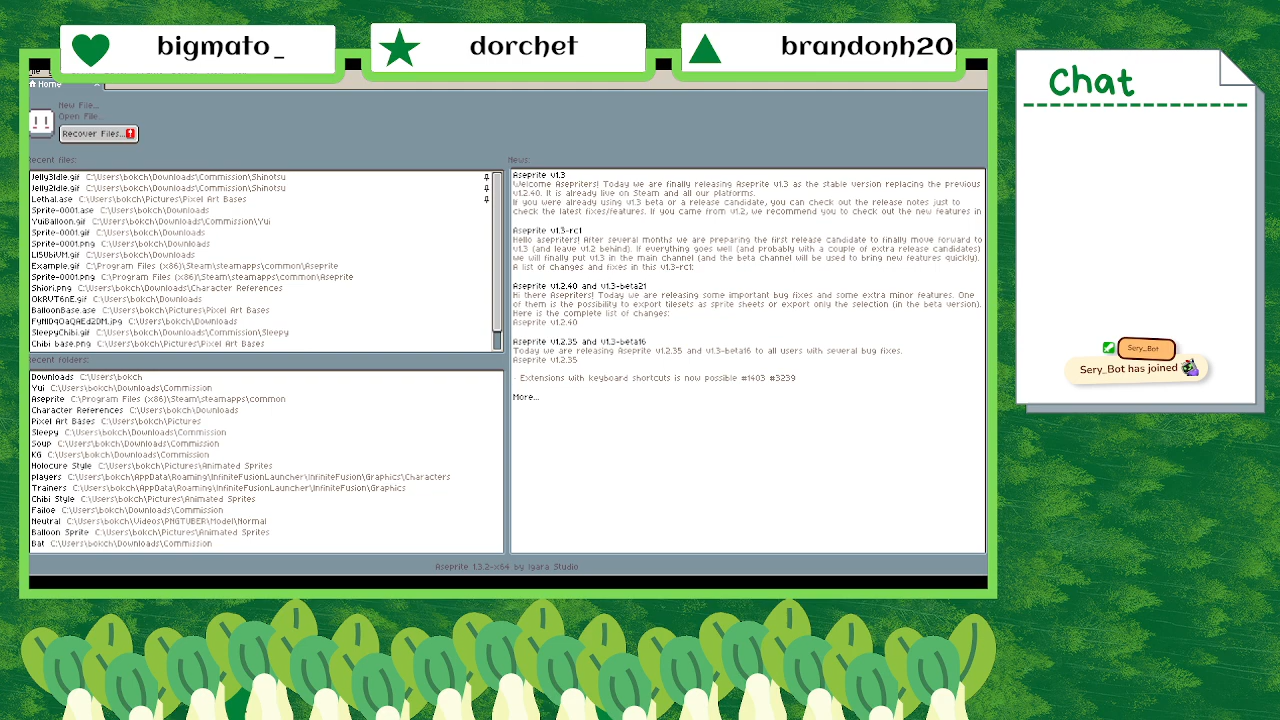 bigmato_
dorchet
brandonh20
Chat
Home
New File...
Open File...
Recover Files...
Recent files:
Jelly3Idle.gif C:\Users\bokch\Downloads\Commission\Shinotsu
Jelly2Idle.gif C:\Users\bokch\Downloads\Commission\Shinotsu
Lethal.ase C:\Users\bokch\Pictures\Pixel Art Bases
Sprite-0001.ase C:\Users\bokch\Downloads
YuiBalloon.gif C:\Users\bokch\Downloads\Commission\Yui
Sprite-0001.gif C:\Users\bokch\Downloads
Sprite-0001.png C:\Users\bokch\Downloads
C:\Users\bokch\Downloads
Example.gif C:\Program Files (x86)\Steam\steamapps\common\Aseprite
Sprite-0001.png C:\Program Files (x86)\Steam\steamapps\common\Aseprite
Shiori.png C:\Users\bokch\Downloads\Character References
C:\Users\bokch\Downloads
BalloonBase.ase C:\Users\bokch\Pictures\Pixel Art Bases
C:\Users\bokch\Downloads
SleepyChibi.gif C:\Users\bokch\Downloads\Commission\Sleepy
Chibi base.png C:\Users\bokch\Pictures\Pixel Art Bases
Recent folders:
Downloads C:\Users\bokch
Yui C:\Users\bokch\Downloads\Commission
Aseprite C:\Program Files (x86)\Steam\steamapps\common
Character References C:\Users\bokch\Downloads
Pixel Art Bases C:\Users\bokch\Pictures
Sleepy C:\Users\bokch\Downloads\Commission
Soup C:\Users\bokch\Downloads\Commission
KG C:\Users\bokch\Downloads\Commission
Holocure Style C:\Users\bokch\Pictures\Animated Sprites
players C:\Users\bokch\AppData\Roaming\InfiniteFusionLauncher\InfiniteFusion\Graphics\Characters
Trainers C:\Users\bokch\AppData\Roaming\InfiniteFusionLauncher\InfiniteFusion\Graphics
Chibi Style C:\Users\bokch\Pictures\Animated Sprites
Failoe C:\Users\bokch\Downloads\Commission
Neutral C:\Users\bokch\Videos\PNGTUBER\Model\Normal
Balloon Sprite C:\Users\bokch\Pictures\Animated Sprites
Bat C:\Users\bokch\Downloads\Commission
News:
Aseprite v1.3
Welcome Asepriters! Today we are finally releasing Aseprite v1.3 as the stable version replacing the previous
v1.2.40. It is already live on Steam and all our platforms.
If you were already using v1.3 beta or a release candidate, you can check out the release notes just to
check the latest fixes/features. If you came from v1.2, we recommend you to check out the new features in
Aseprite v1.3-rc1
Hello asepriters! After several months we are preparing the first release candidate to finally move forward to
v1.3 (and leave v1.2 behind). If everything goes well (and probably with a couple of extra release candidates)
we will finally put v1.3 in the main channel (and the beta channel will be used to bring new features quickly).
A list of changes and fixes in this v1.3-rc1:
Aseprite v1.2.40 and v1.3-beta21
Hi there Asepriters! Today we are releasing some important bug fixes and some extra minor features. One
of them is the possibility to export tilesets as sprite sheets or export only the selection (in the beta version).
Here is the complete list of changes:
Aseprite v1.2.40
Aseprite v1.2.35 and v1.3-beta16
Today we are releasing Aseprite v1.2.35 and v1.3-beta16 to all users with several bug fixes.
Aseprite v1.2.35
· Extensions with keyboard shortcuts is now possible #1403 #3239
More...
Aseprite 1.3.2-x64 by Igara Studio
Sery_Bot
Sery_Bot has joined